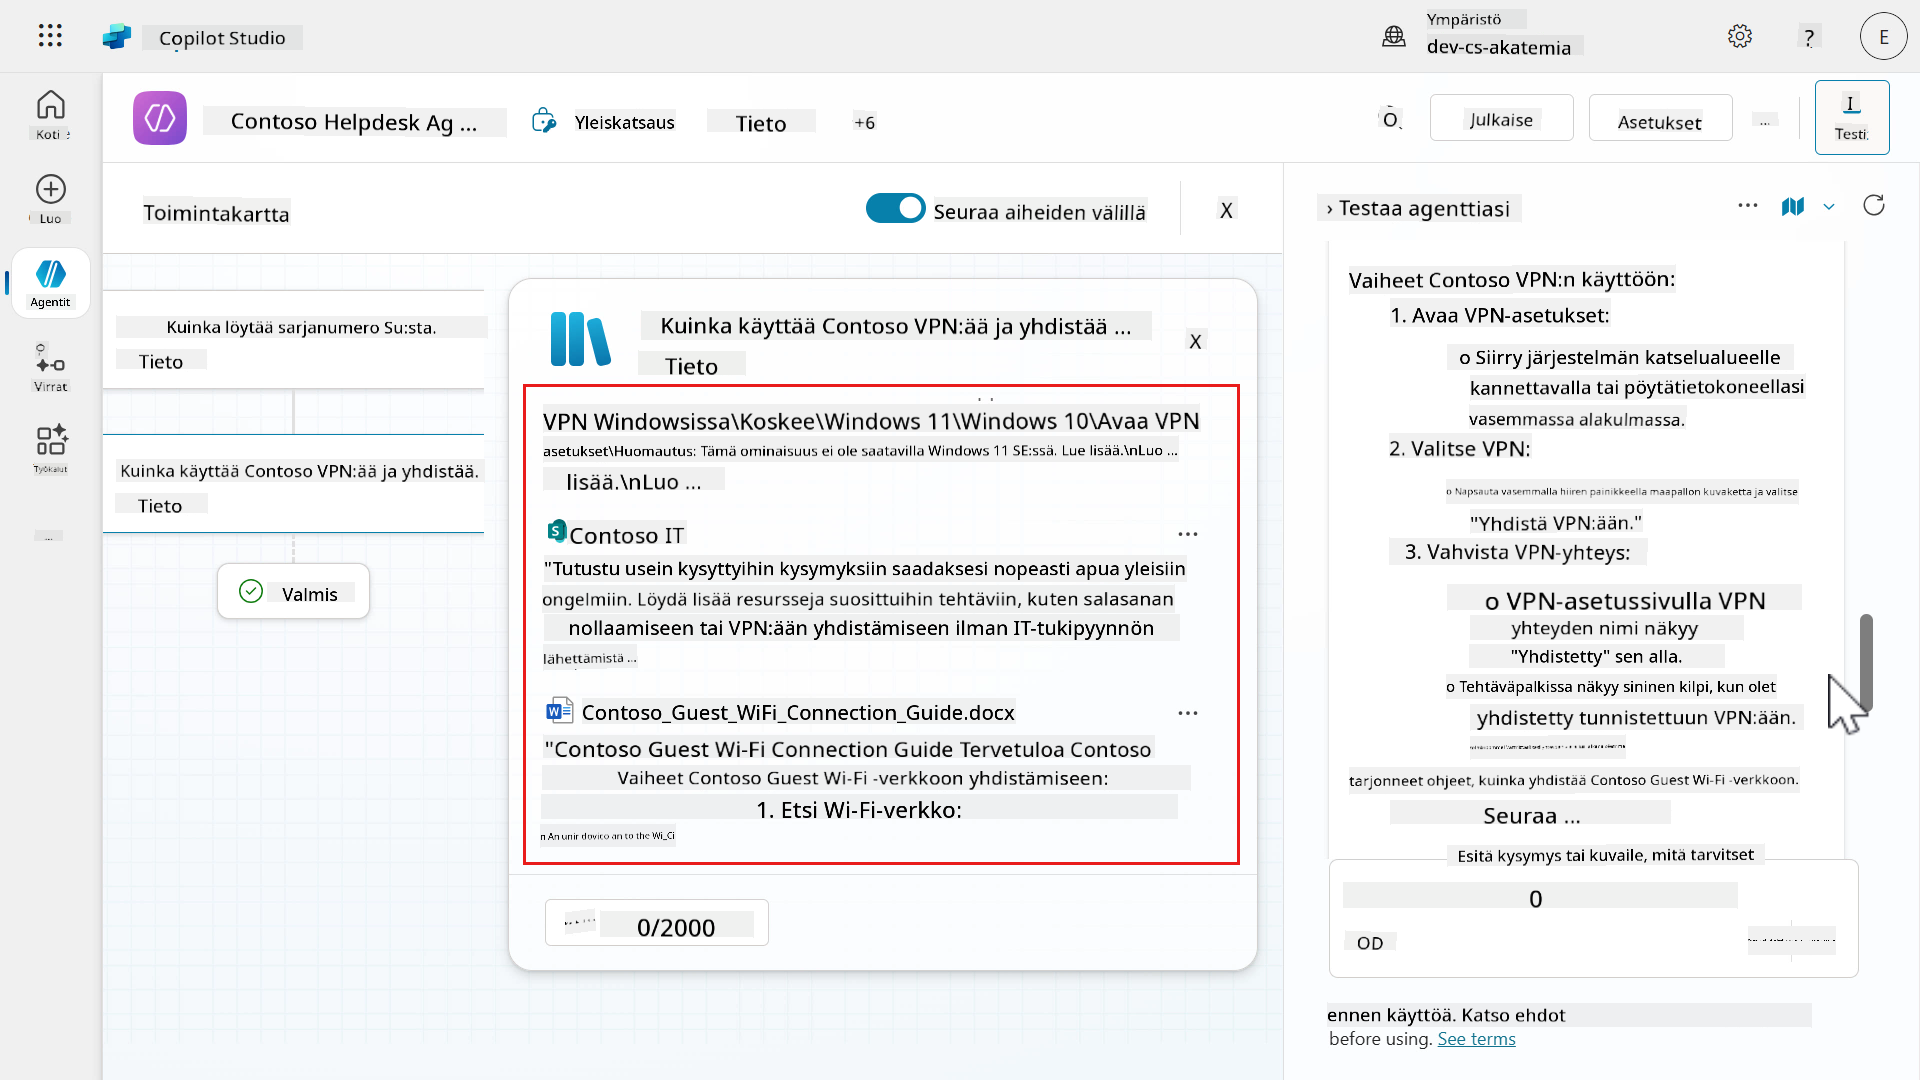 Copilot Studio
Ympäristö
dev-cs-akatemia
?
E
Koti
Luo
Agentit
Virrat
Työkalut
...
Contoso Helpdesk Ag ...
Yleiskatsaus
Tieto
+6
Julkaise
Asetukset
...
Testi
Toimintakartta
Seuraa aiheiden välillä
X
Kuinka löytää sarjanumero Su:sta.
Tieto
Kuinka käyttää Contoso VPN:ää ja yhdistää.
Tieto
Valmis
Kuinka käyttää Contoso VPN:ää ja yhdistää ...
Tieto
X
VPN Windowsissa\Koskee\Windows 11\Windows 10\Avaa VPN
asetukset\Huomautus: Tämä ominaisuus ei ole saatavilla Windows 11 SE:ssä. Lue lisää.\nLuo ...
lisää.\nLuo ...
Contoso IT
"Tutustu usein kysyttyihin kysymyksiin saadaksesi nopeasti apua yleisiin
ongelmiin. Löydä lisää resursseja suosittuihin tehtäviin, kuten salasanan
nollaamiseen tai VPN:ään yhdistämiseen ilman IT-tukipyynnön
lähettämistä ...
Contoso_Guest_WiFi_Connection_Guide.docx
"Contoso Guest Wi-Fi Connection Guide Tervetuloa Contoso
Vaiheet Contoso Guest Wi-Fi -verkkoon yhdistämiseen:
1. Etsi Wi-Fi-verkko:
0/2000
› Testaa agenttiasi
Vaiheet Contoso VPN:n käyttöön:
1. Avaa VPN-asetukset:
o Siirry järjestelmän katselualueelle
kannettavalla tai pöytätietokoneellasi
vasemmassa alakulmassa.
2. Valitse VPN:
o Napsauta vasemmalla hiiren painikkeella maapallon kuvaketta ja valitse
"Yhdistä VPN:ään."
3. Vahvista VPN-yhteys:
o VPN-asetussivulla VPN
yhteyden nimi näkyy
"Yhdistetty" sen alla.
o Tehtäväpalkissa näkyy sininen kilpi, kun olet
yhdistetty tunnistettuun VPN:ään.
tarjonneet ohjeet, kuinka yhdistää Contoso Guest Wi-Fi -verkkoon.
Seuraa ...
Esitä kysymys tai kuvaile, mitä tarvitset
0
OD
ennen käyttöä. Katso ehdot
before using. See terms